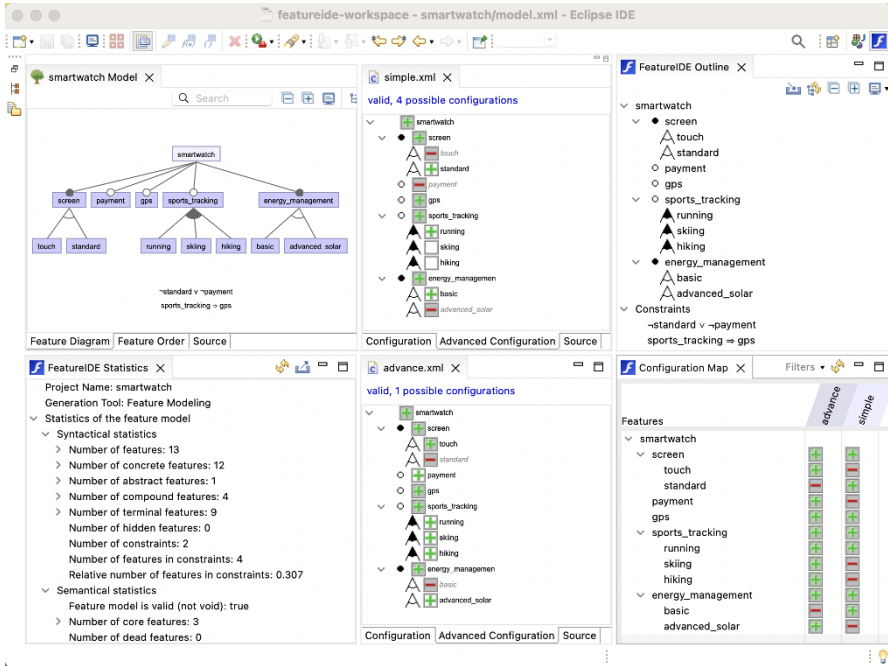 featureide-workspace - smartwatch/model.xml - Eclipse IDE
smartwatch Model
Search
smartwatch
screen
payment
gps
sports_tracking
energy_management
touch
standard
running
skiing
hiking
basic
advanced solar
¬standard ∨ ¬payment
sports_tracking ⇒ gps
Feature Diagram
Feature Order
Source
simple.xml
valid, 4 possible configurations
smartwatch
screen
touch
standard
payment
gps
sports_tracking
running
skiing
hiking
energy_managemen
basic
advanced_solar
Configuration
Advanced Configuration
Source
FeatureIDE Outline
smartwatch
screen
touch
standard
payment
gps
sports_tracking
running
skiing
hiking
energy_management
basic
advanced_solar
Constraints
¬standard ∨ ¬payment
sports_tracking ⇒ gps
FeatureIDE Statistics
Project Name: smartwatch
Generation Tool: Feature Modeling
Statistics of the feature model
Syntactical statistics
Number of features: 13
Number of concrete features: 12
Number of abstract features: 1
Number of compound features: 4
Number of terminal features: 9
Number of hidden features: 0
Number of constraints: 2
Number of features in constraints: 4
Relative number of features in constraints: 0.307
Semantical statistics
Feature model is valid (not void): true
Number of core features: 3
Number of dead features: 0
advance.xml
valid, 1 possible configurations
smartwatch
screen
touch
standard
payment
gps
sports_tracking
running
skiing
hiking
energy_managemen
basic
advanced_solar
Configuration
Advanced Configuration
Source
Configuration Map
Filters
Features
advance
simple
smartwatch
screen
touch
standard
payment
gps
sports_tracking
running
skiing
hiking
energy_management
basic
advanced_solar